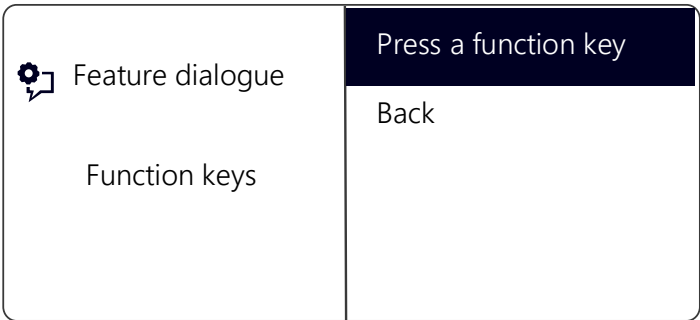 Feature dialogue
Function keys
Press a function key
Back